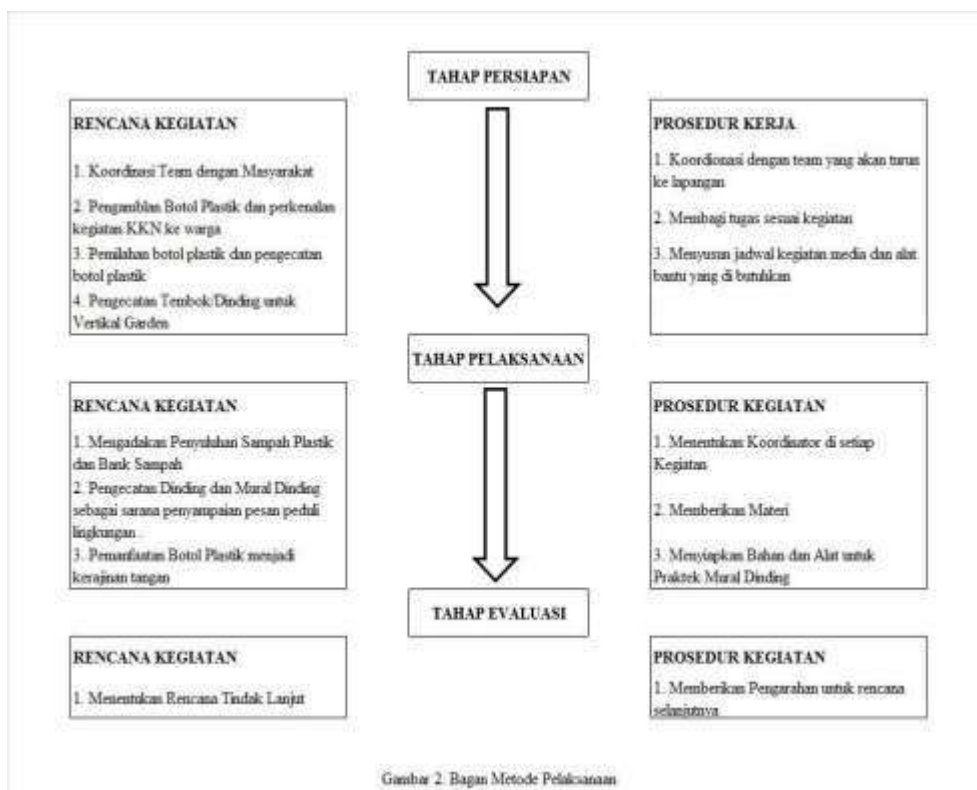 TAHAP PERSIAPAN
RENCANA KEGIATAN
1. Koordinasi Team dengan Masyarakat
2. Pengamblan Botol Plastik dan perkenalan
kegiatan KKN ke warga
3. Pemilahan botol plastik dan pengecatan
botol plastik
4. Pengecatan Tembok/Dinding untuk
Vertikal Garden
PROSEDUR KERJA
1. Koordionasi dengan team yang akan turun
ke lapangan
2. Membagi tugas sesuai kegiatan
3. Menyusun jadwal kegiatan media dan alat
bantu yang di butuhkan
TAHAP PELAKSANAAN
RENCANA KEGIATAN
1. Mengadakan Penyuluhan Sampah Plastik
dan Bank Sampah
2. Pengecatan Dinding dan Mural Dinding
sebagai sarana penyampaian pesan peduli
lingkungan .
3. Pemanfaatan Botol Plastik menjadi
kerajinan tangan
PROSEDUR KEGIATAN
1. Menentukan Koordinator di setiap
Kegiatan
2. Memberikan Materi
3. Menyiapkan Bahan dan Alat untuk
Praktek Mural Dinding
TAHAP EVALUASI
RENCANA KEGIATAN
1. Menentukan Rencana Tindak Lanjut
PROSEDUR KEGIATAN
1. Memberikan Pengarahan untuk rencana
selanjutnya
Gambar 2. Bagan Metode Pelaksanaan